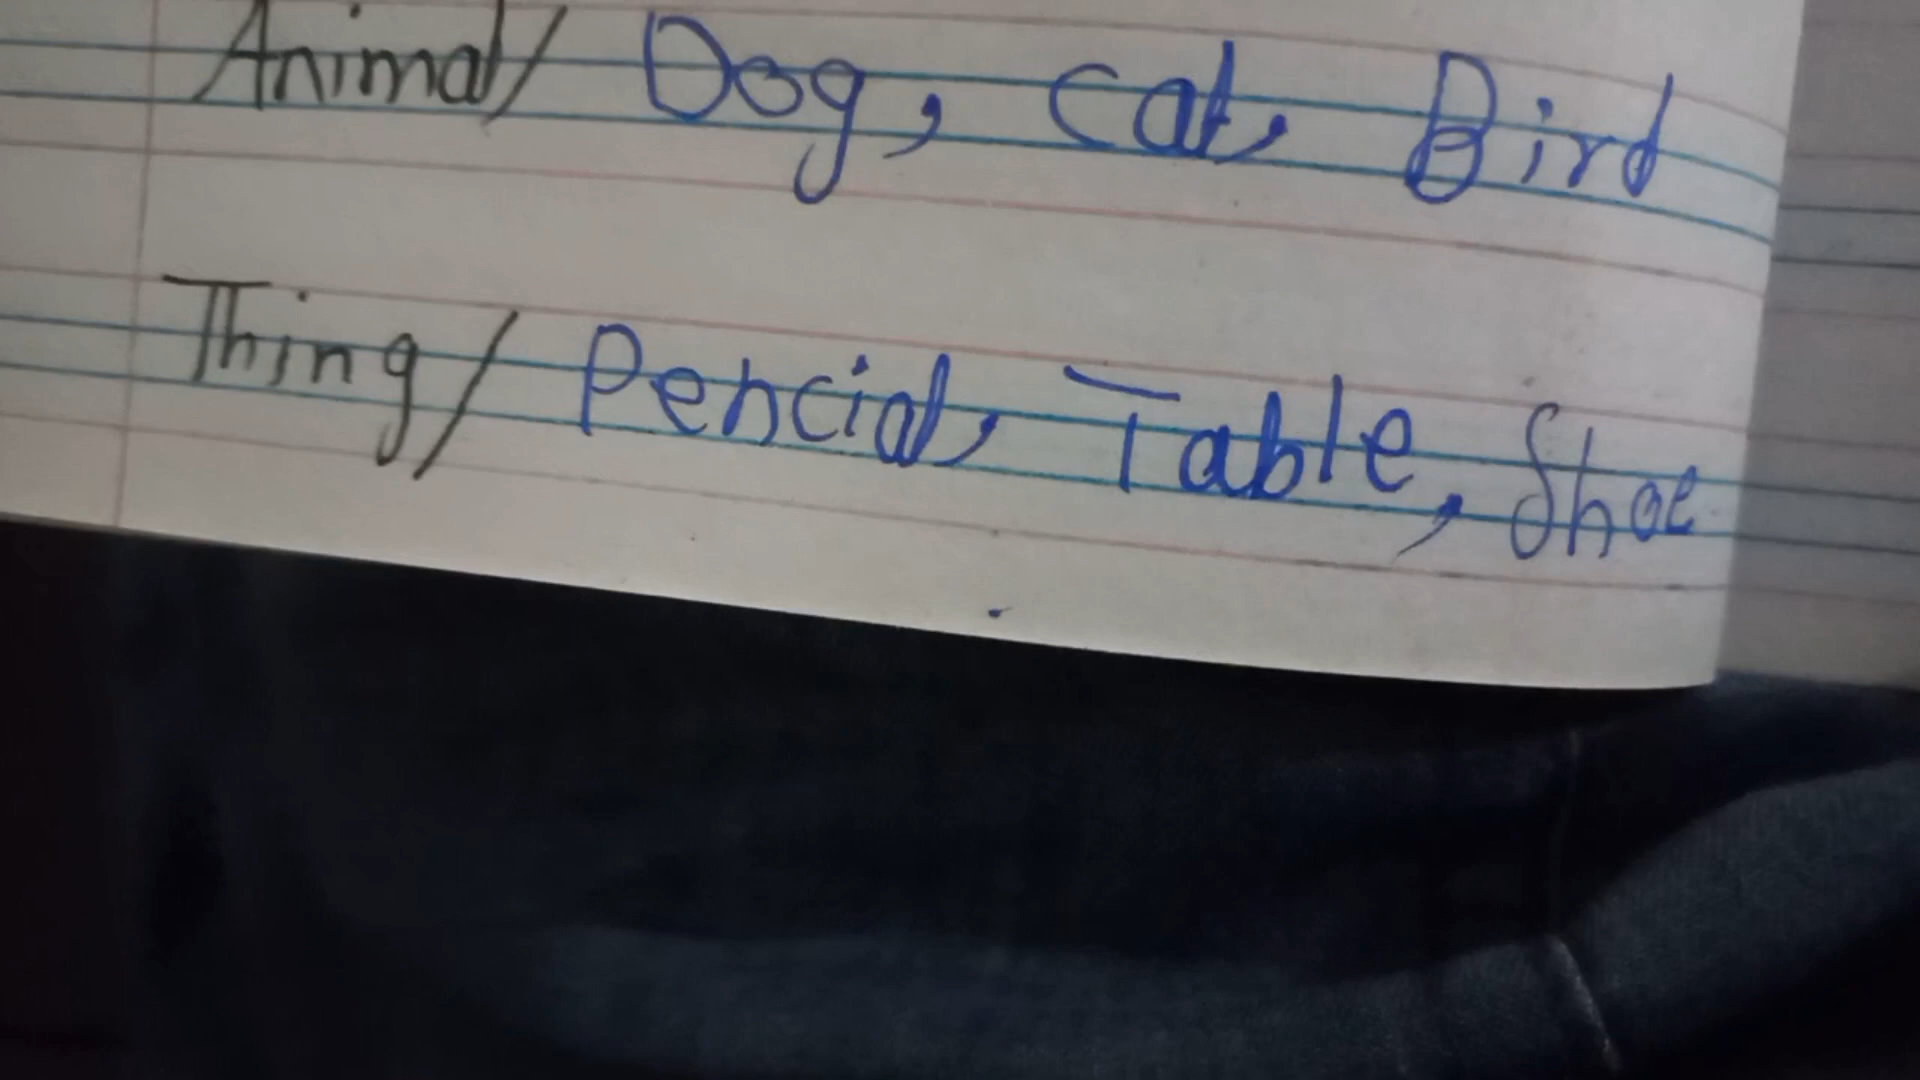 Animal/ Dog, cat, Bird
Thing/ Pencial, Table, Shoe